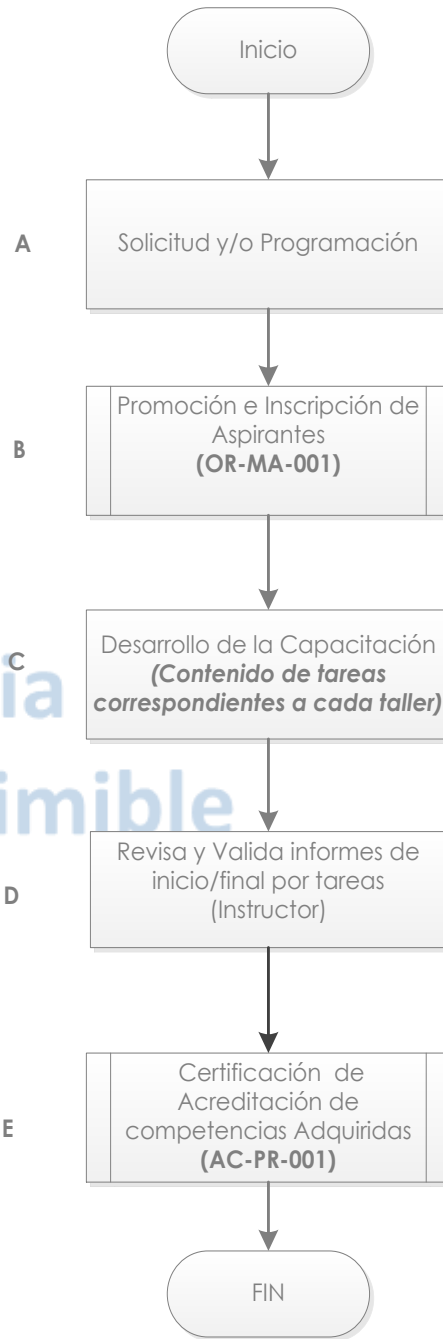 Inicio
A
Solicitud y/o Programación
B
Promoción e Inscripción de
Aspirantes
(OR-MA-001)
C
Desarrollo de la Capacitación
(Contenido de tareas
correspondientes a cada taller)
ia
imible
D
Revisa y Valida informes de
inicio/final por tareas
(Instructor)
E
Certificación de
Acreditación de
competencias Adquiridas
(AC-PR-001)
FIN